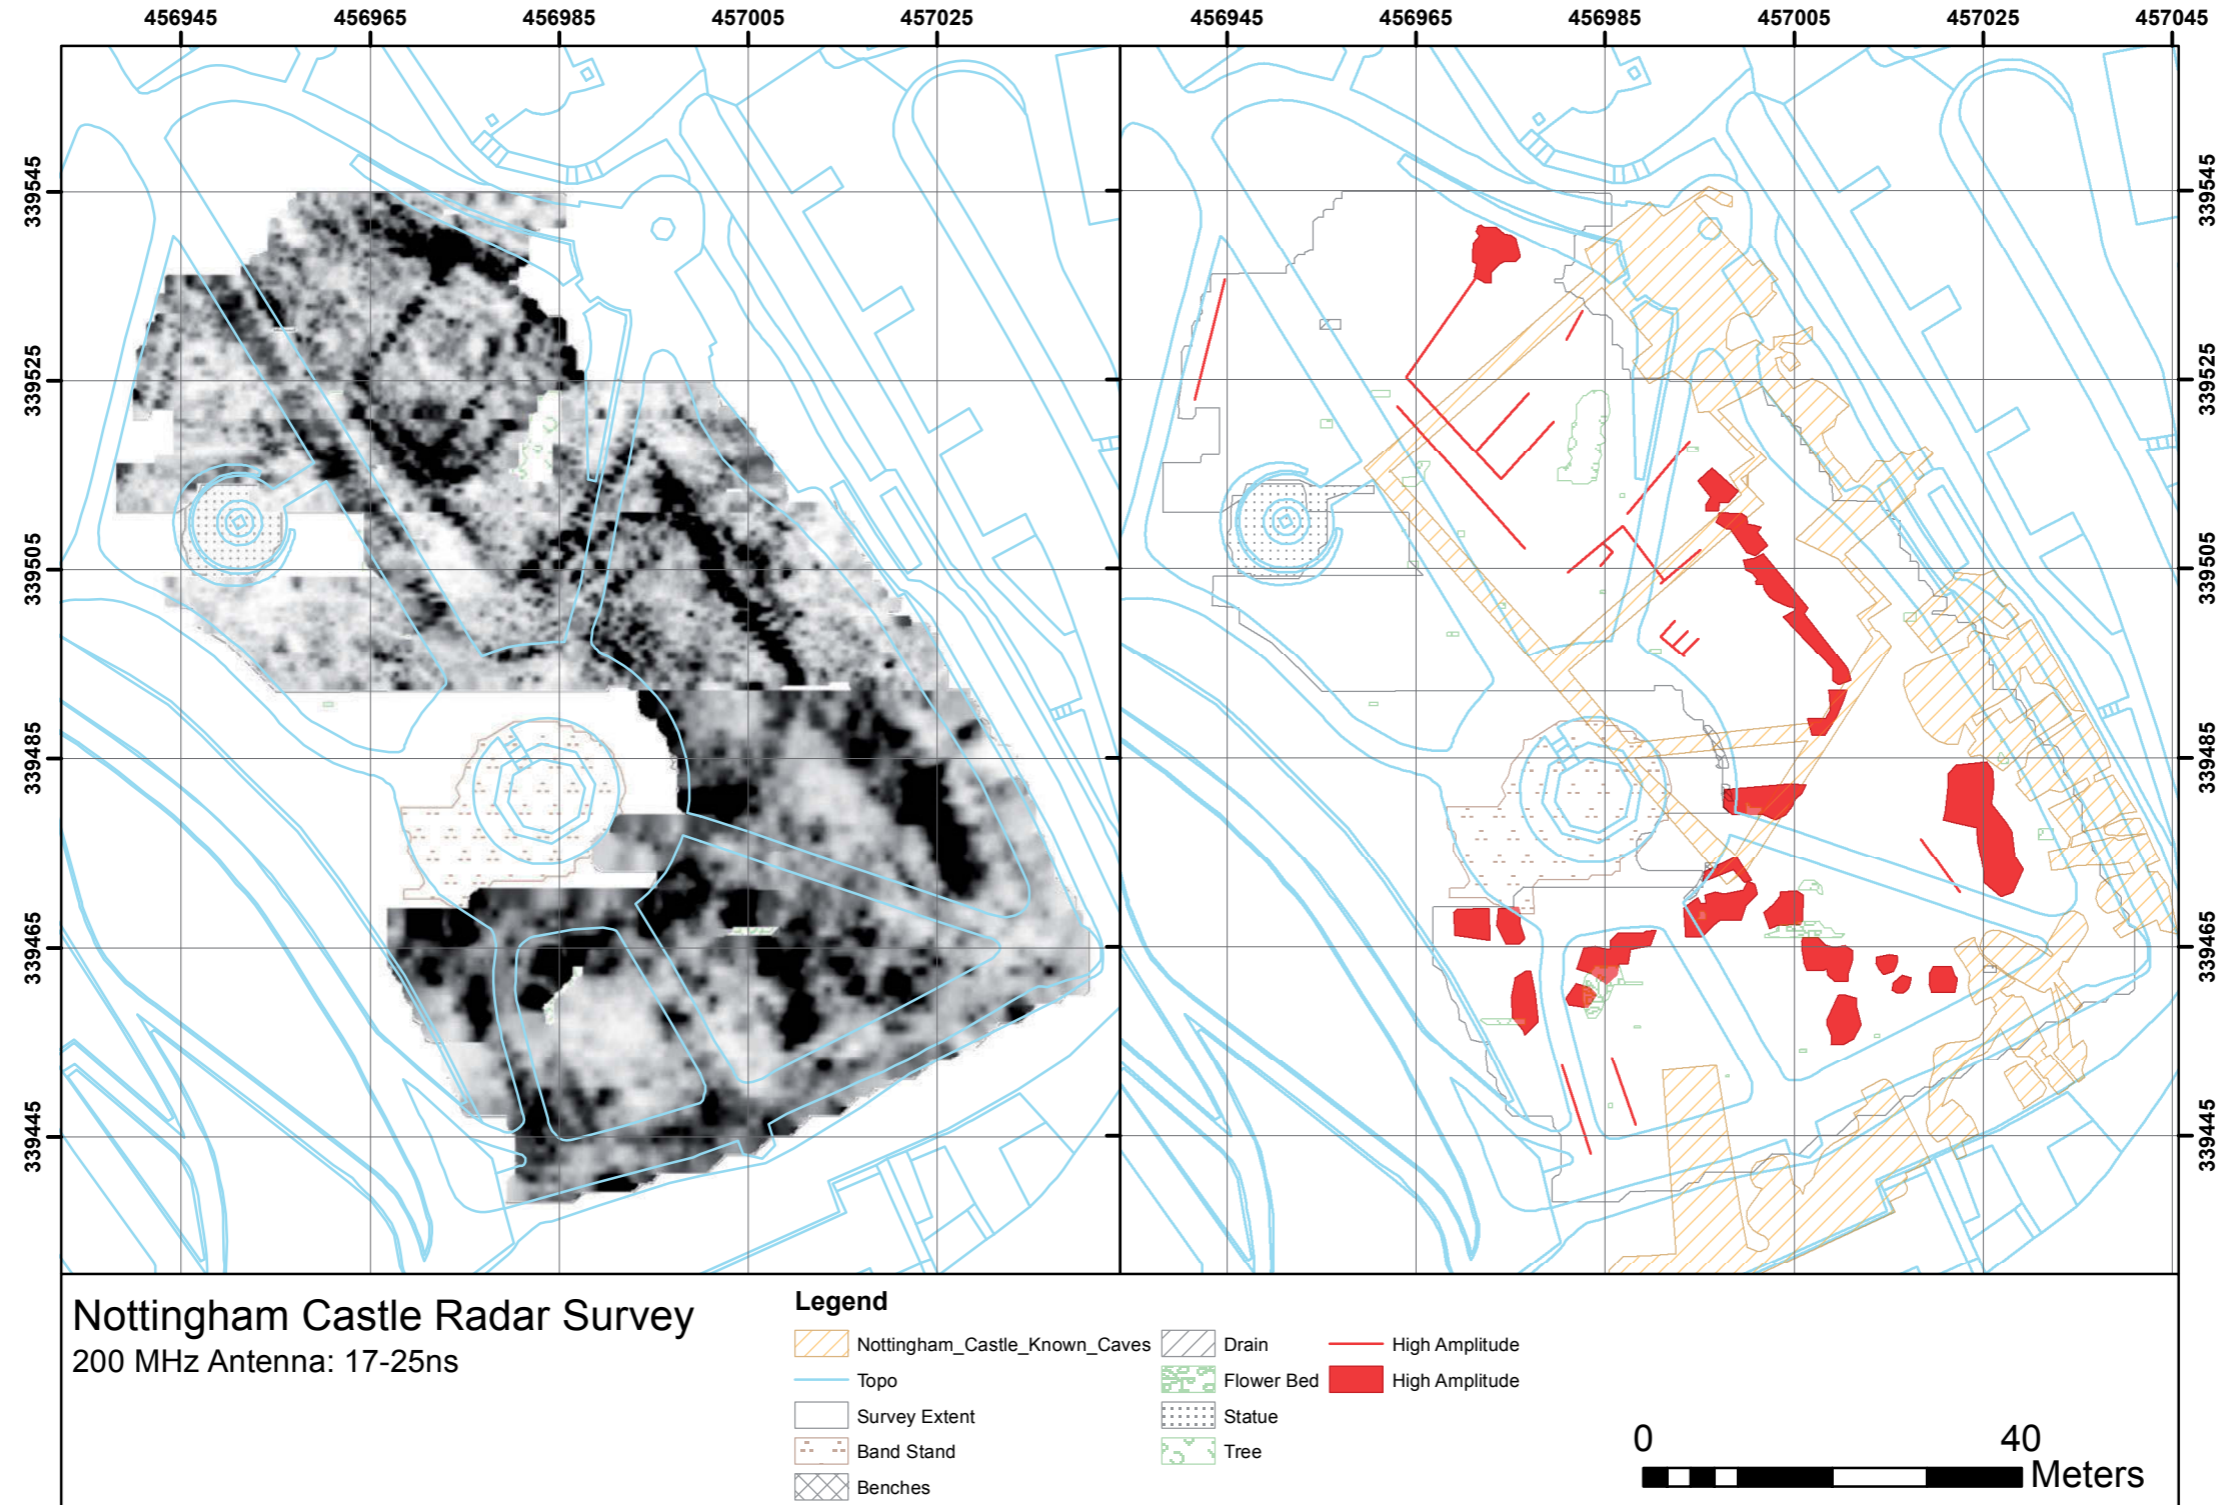 456945 456965 456985 457005 457025 456945 456965 456985 457005 457025 457045
339545 339545
339525 339525
339505 339505
339485 339485
339465 339465
339445 339445
Nottingham Castle Radar Survey
200 MHz Antenna: 17-25ns
Legend
Nottingham_Castle_Known_Caves
Topo
Survey Extent
Band Stand
Benches
Drain
Flower Bed
Statue
Tree
High Amplitude
High Amplitude
0 40
Meters